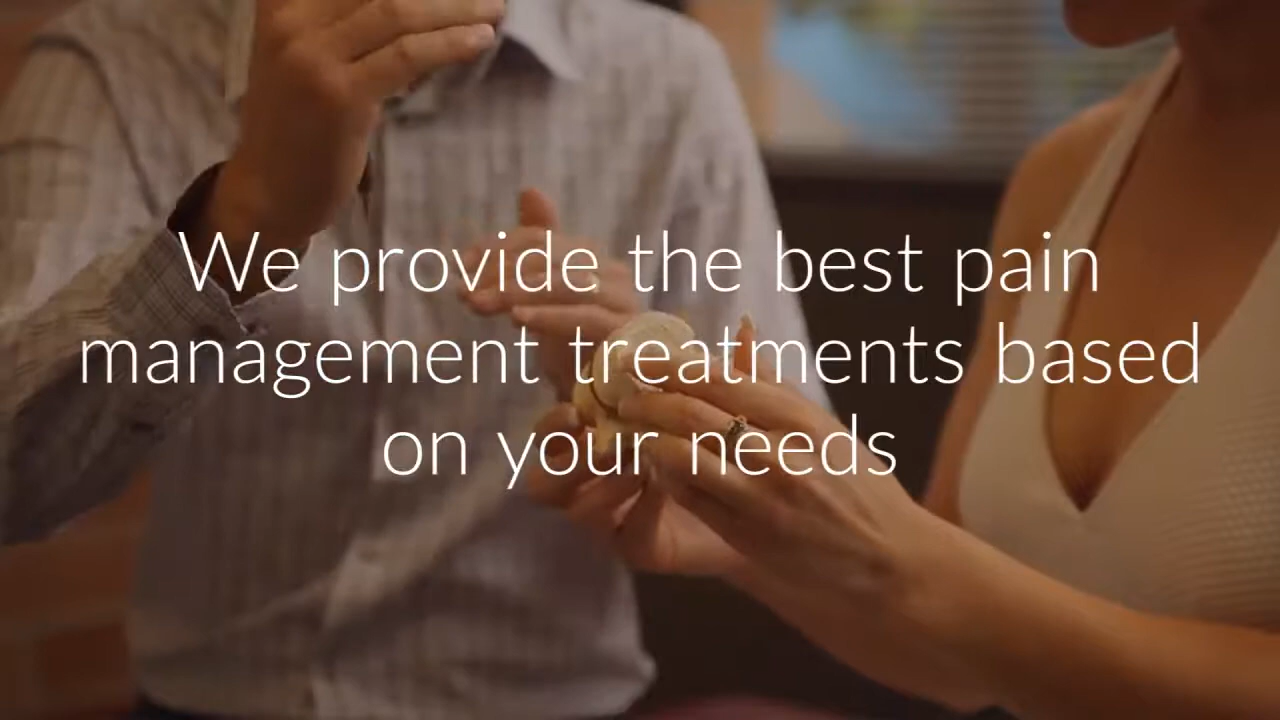 We provide the best pain
management treatments based
on your needs